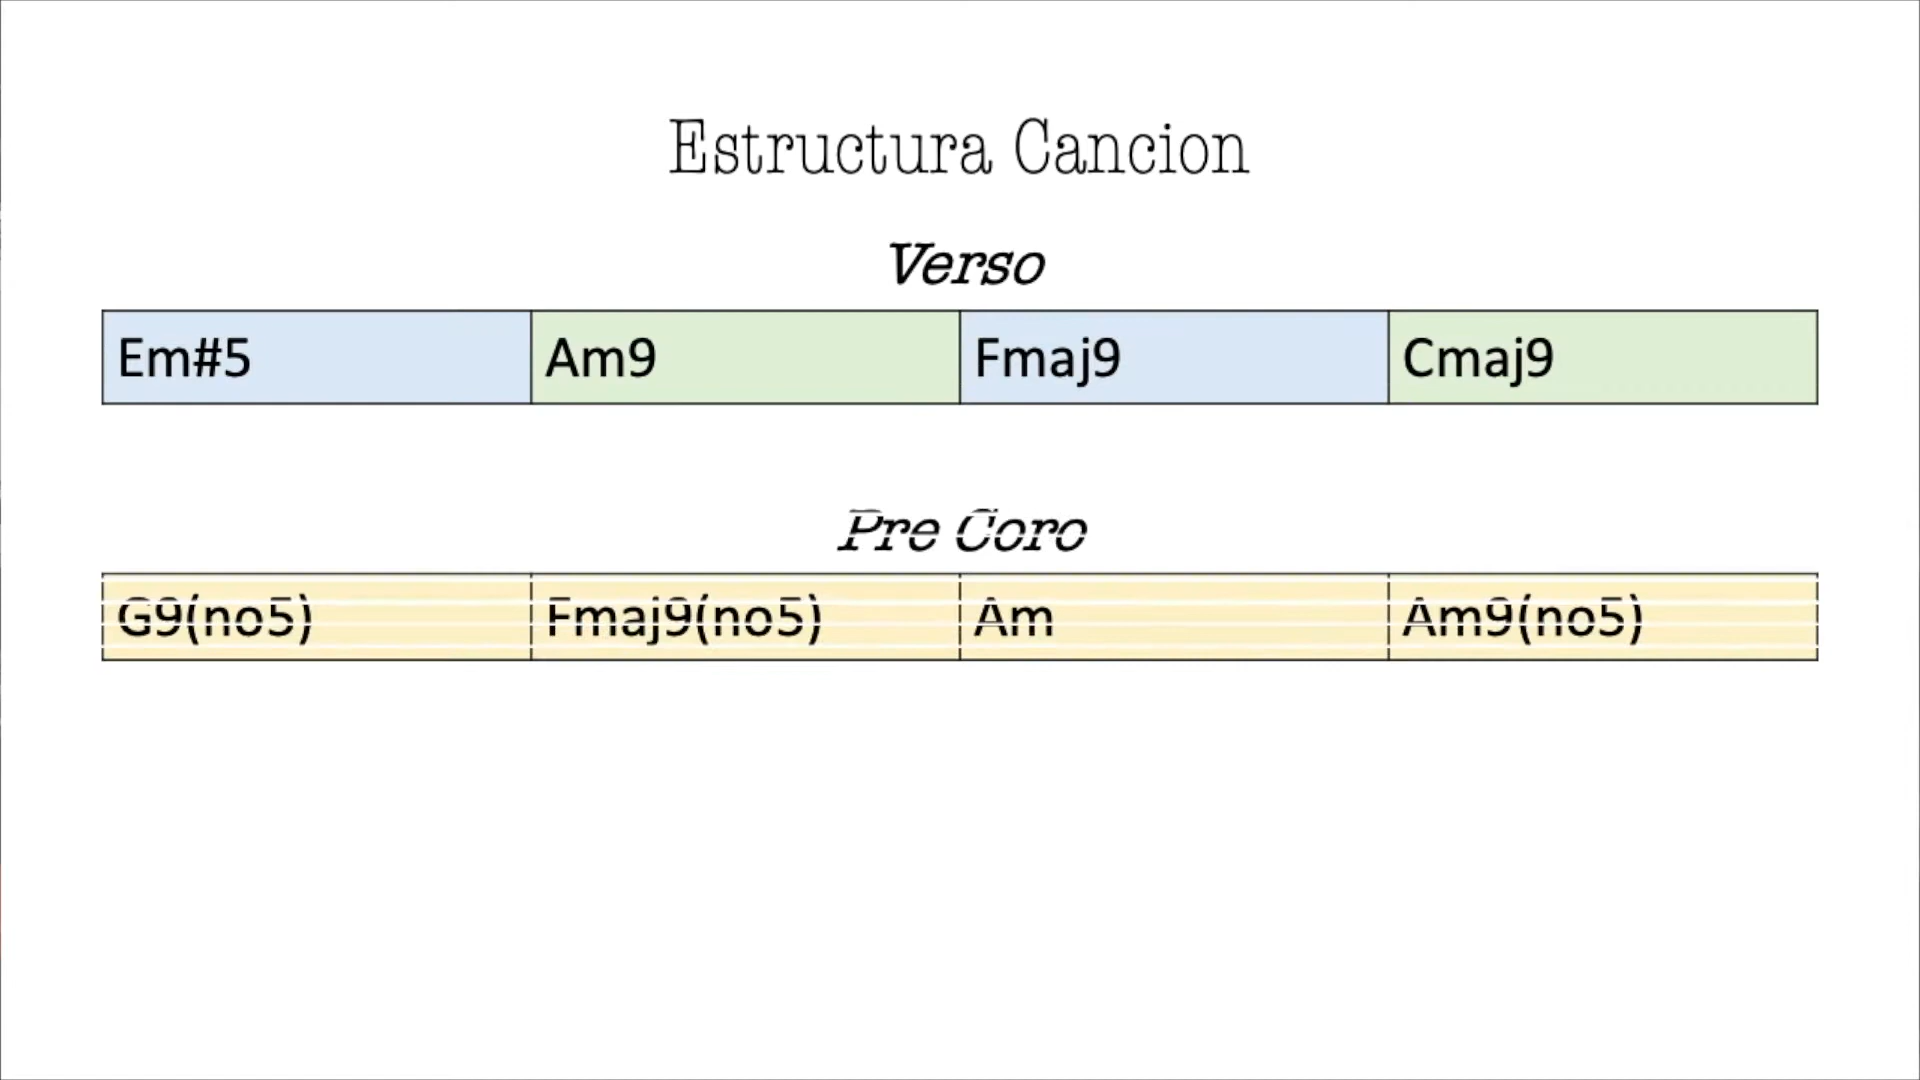 Estructura Cancion
Verso
Em#5 Am9 Fmaj9 Cmaj9
Pre Coro
G9(no5) Fmaj9(no5) Am Am9(no5)